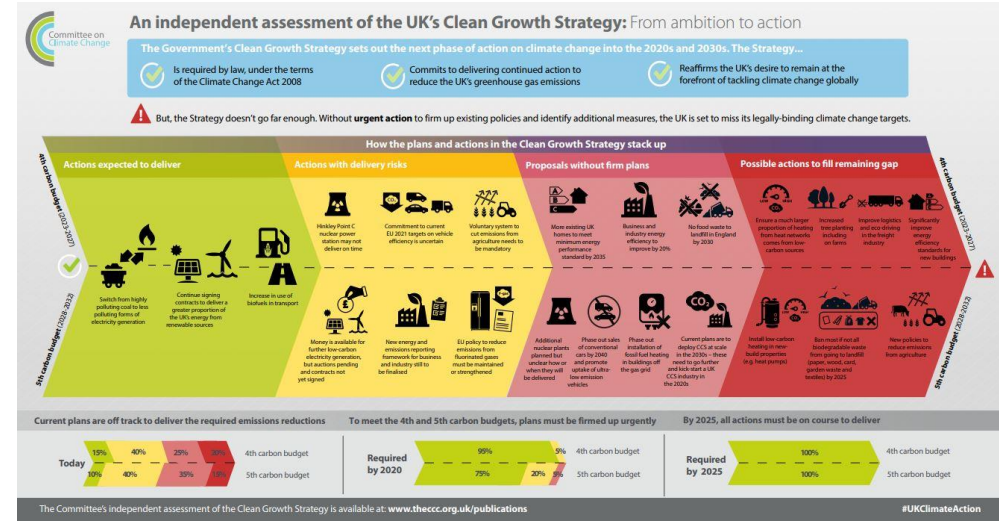 Committee on
Climate Change
An independent assessment of the UK's Clean Growth Strategy: From ambition to action
The Government's Clean Growth Strategy sets out the next phase of action on climate change into the 2020s and 2030s. The Strategy...
Is required by law, under the terms
of the Climate Change Act 2008
Commits to delivering continued action to
reduce the UK's greenhouse gas emissions
Reaffirms the UK's desire to remain at the
forefront of tackling climate change globally
But, the Strategy doesn't go far enough. Without urgent action to firm up existing policies and identify additional measures, the UK is set to miss its legally-binding climate change targets.
How the plans and actions in the Clean Growth Strategy stack up
Actions expected to deliver
Actions with delivery risks
Proposals without firm plans
Possible actions to fill remaining gap
4th carbon budget (2023-2027)
5th carbon budget (2028-2032)
Switch from highly
polluting coal to less
polluting forms of
electricity generation
Continue signing
contracts to deliver a
greater proportion of
the UK's energy from
renewable sources
Increase in use of
biofuels in transport
Hinkley Point C
nuclear power
station may not
deliver on time
Commitment to current
EU 2021 targets on vehicle
efficiency is uncertain
Voluntary system to
cut emissions from
agriculture needs to
be mandatory
Money is available for
further low-carbon
electricity generation,
but auctions pending
and contracts not
yet signed
New energy and
emissions reporting
framework for business
and industry still to
be finalised
EU policy to reduce
emissions from
fluorinated gases
must be maintained
or strengthened
A
B
C
More existing UK
homes to meet
minimum energy
performance
standard by 2035
Business and
industry energy
efficiency to
improve by 20%
No food waste to
landfill in England
by 2030
Additional
nuclear plants
planned but
unclear how or
when they will
be delivered
Phase out sales
of conventional
cars by 2040
and promote
uptake of ultra-
low emission
vehicles
Phase out
installation of
fossil fuel heating
in buildings off
the gas grid
CO2
Current plans are to
deploy CCS at scale
in the 2030s – these
need to go further
and kick-start a UK
CCS industry in
the 2020s
LOW HIGH
Ensure a much larger
proportion of heating
from heat networks
comes from low-
carbon sources
Increased
tree planting
including
on farms
Improve logistics
and eco-driving
in the freight
industry
Significantly
improve
energy
efficiency
standards for
new buildings
Install low-carbon
heating in new-
build properties
(e.g. heat pumps)
Ban most if not all
biodegradable waste
from going to landfill
(paper, wood, card,
garden waste and
textiles) by 2025
New policies to
reduce emissions
from agriculture
4th carbon budget (2023-2027)
5th carbon budget (2028-2032)
Current plans are off track to deliver the required emissions reductions
To meet the 4th and 5th carbon budgets, plans must be firmed up urgently
By 2025, all actions must be on course to deliver
Today
15% 40% 25% 20% 4th carbon budget
10% 40% 35% 15% 5th carbon budget
Required
by 2020
95% 5% 4th carbon budget
75% 20% 5% 5th carbon budget
Required
by 2025
100% 4th carbon budget
100% 5th carbon budget
The Committee's independent assessment of the Clean Growth Strategy is available at: www.theccc.org.uk/publications
#UKClimateAction